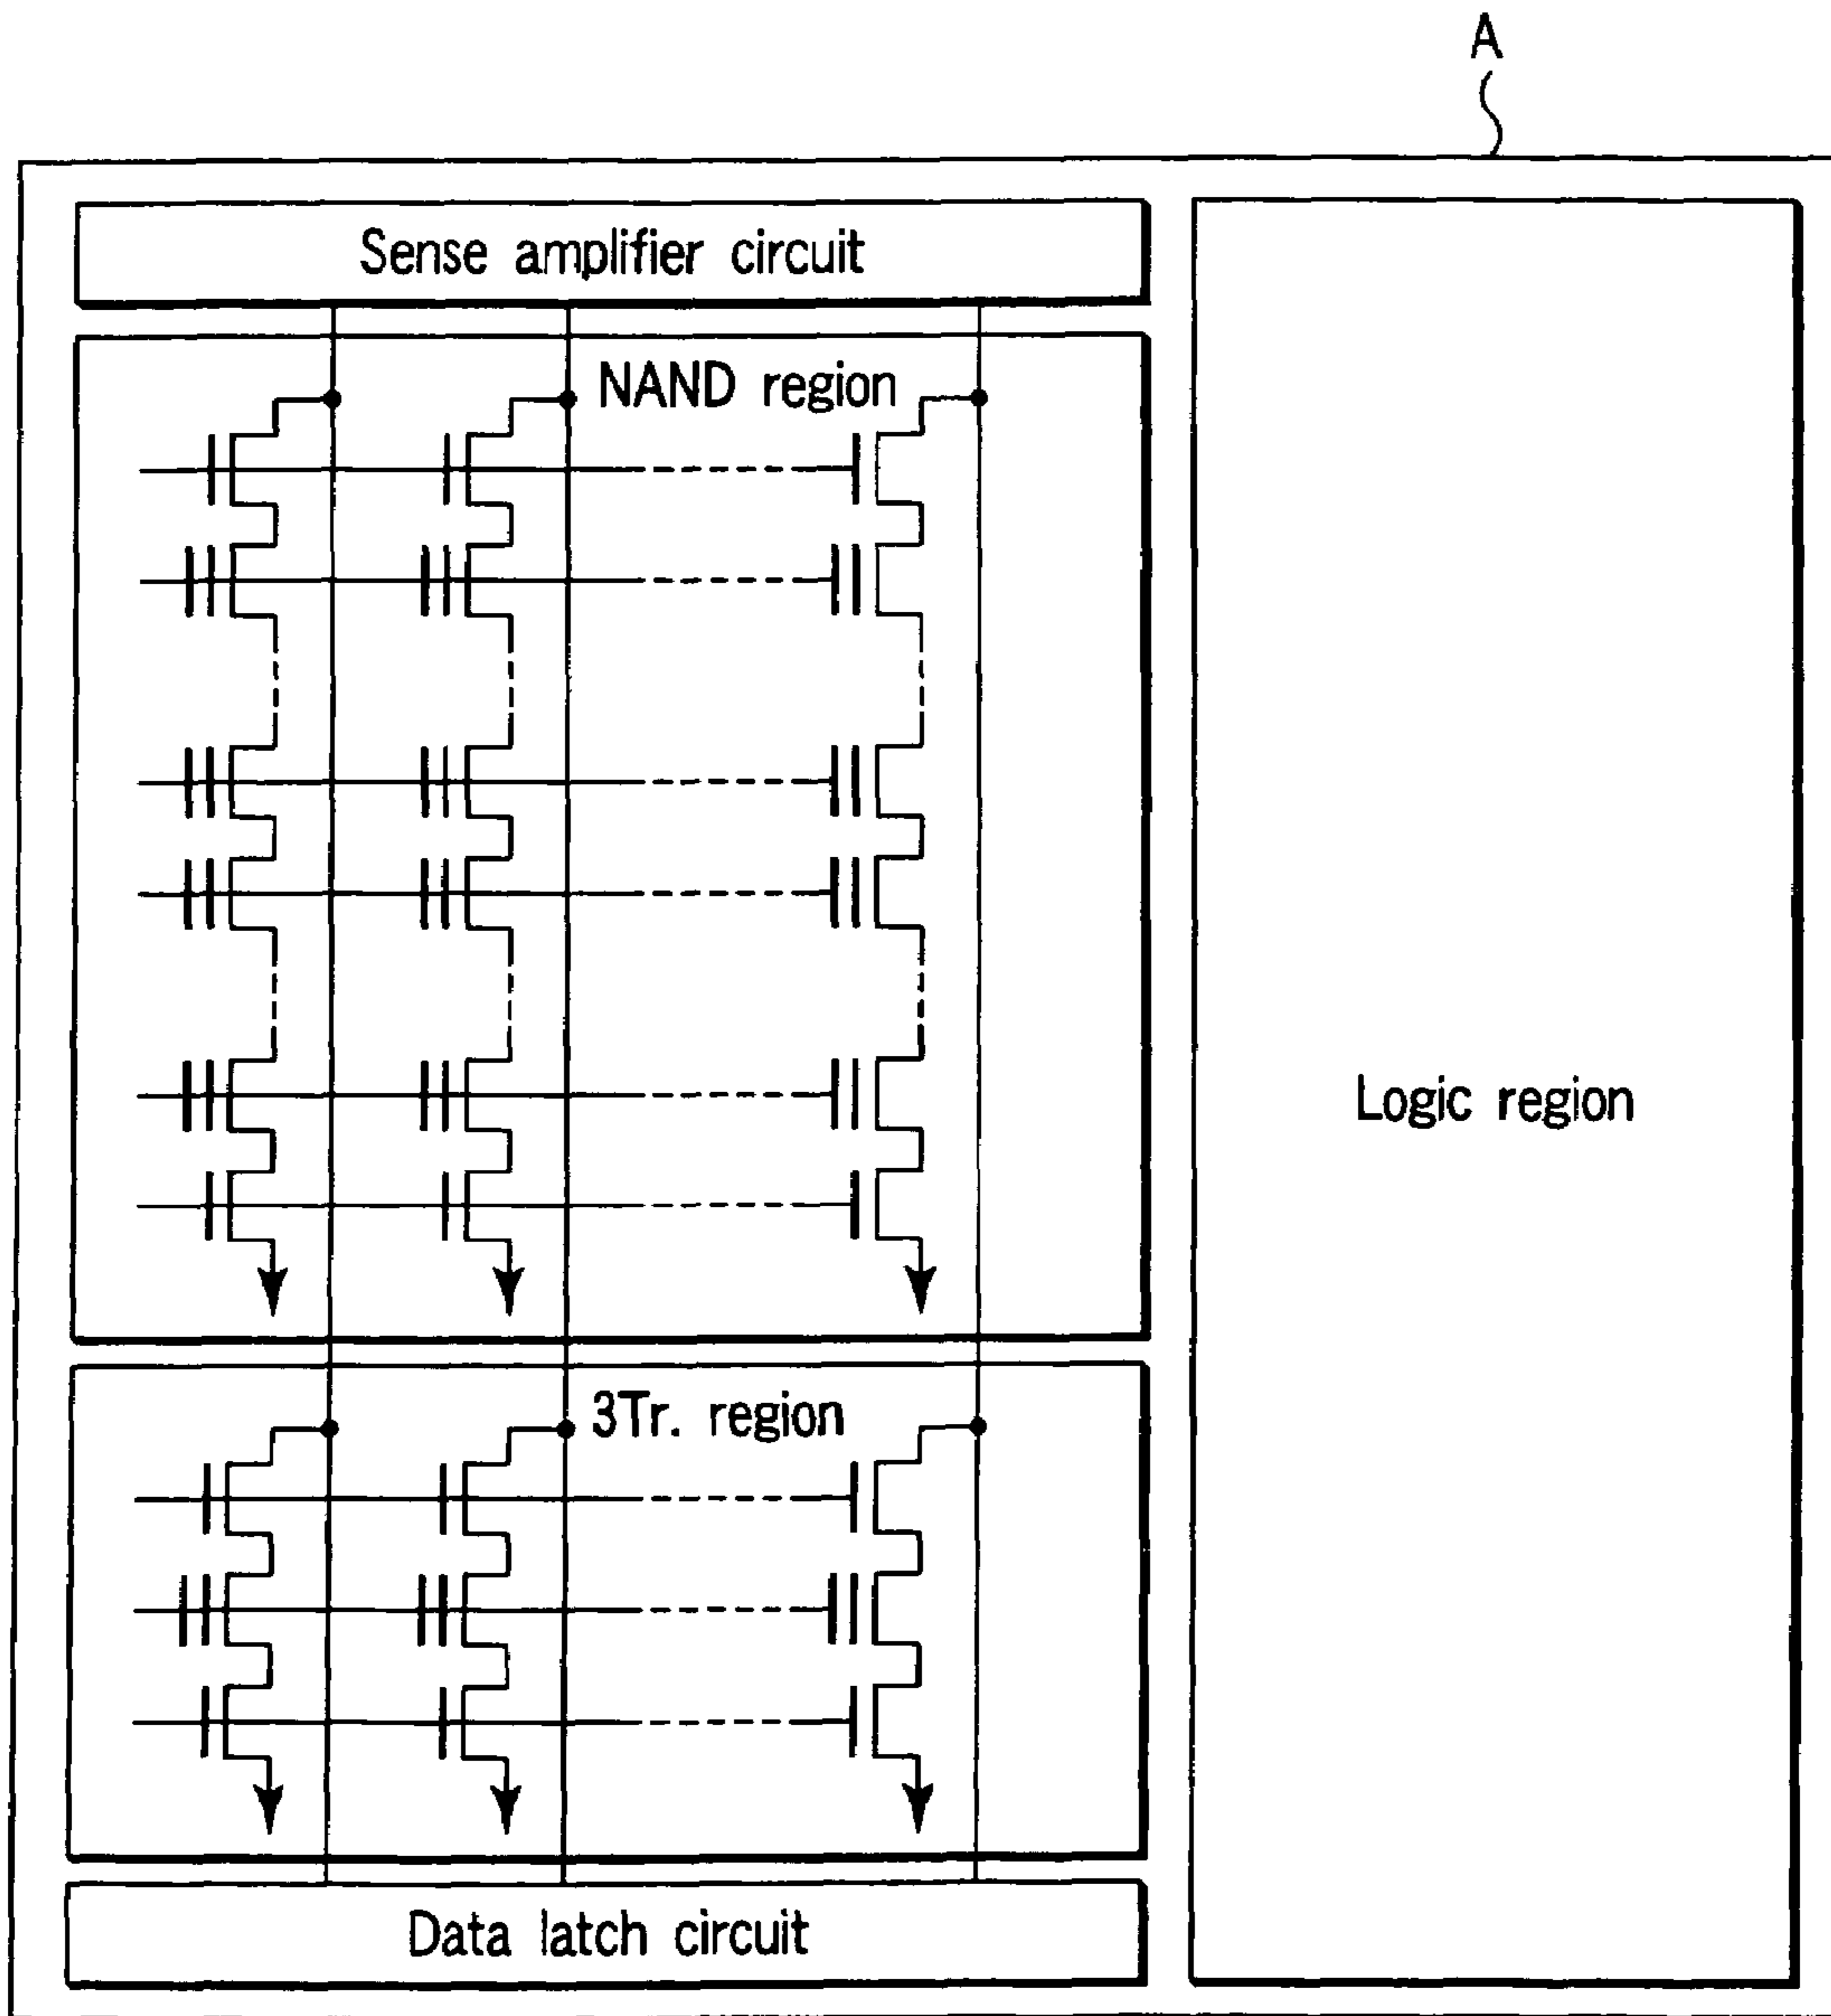 A
Sense amplifier circuit
NAND region
Logic region
3Tr. region
Data latch circuit